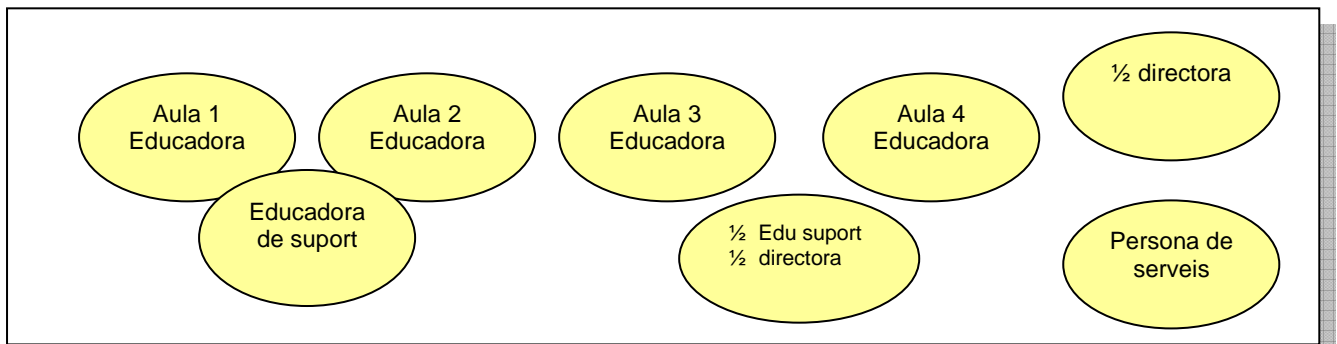 Aula 1
Educadora
Aula 2
Educadora
Aula 3
Educadora
Aula 4
Educadora
½ directora
Educadora
de suport
½ Edu suport
½ directora
Persona de
serveis